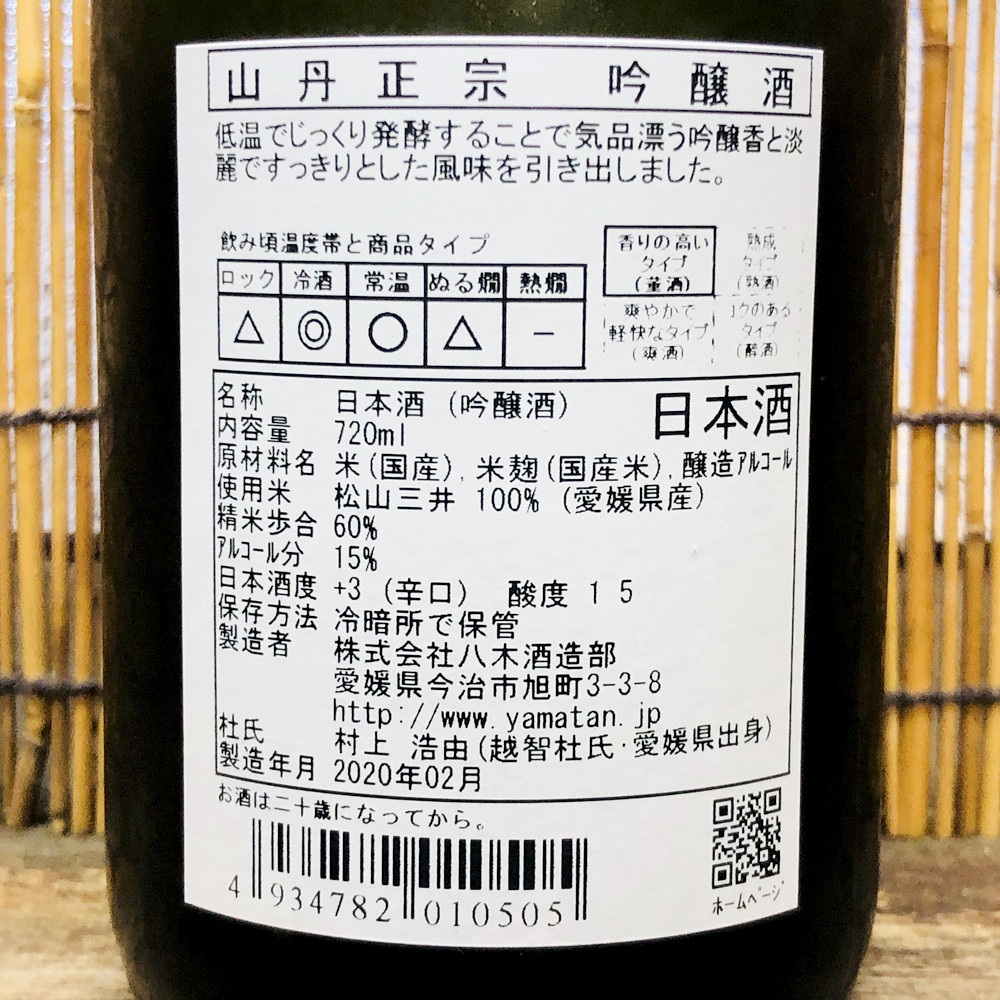 山丹正宗 吟醸酒
低温でじっくり発酵することで気品漂う吟醸香と淡
麗ですっきりとした風味を引き出しました。
飲み頃温度帯と商品タイプ
ロック 冷酒 常温 ぬる燗 熱燗
△ ◎ ○ △ −
香りの高い
タイプ
(薫酒)
熟成
タイプ
(熟酒)
爽やかで
軽快なタイプ
(爽酒)
コクのある
タイプ
(醇酒)
日本酒
名称 日本酒 (吟醸酒)
内容量 720ml
原材料名 米(国産), 米麹(国産米), 醸造アルコール
使用米 松山三井 100% (愛媛県産)
精米歩合 60%
アルコール分 15%
日本酒度 +3 (辛口) 酸度 1 5
保存方法 冷暗所で保管
製造者 株式会社八木酒造部
愛媛県今治市旭町3-3-8
http://www.yamatan.jp
杜氏 村上 浩由(越智杜氏・愛媛県出身)
製造年月 2020年02月
お酒は二十歳になってから。
4 934782 010505
ホームページ